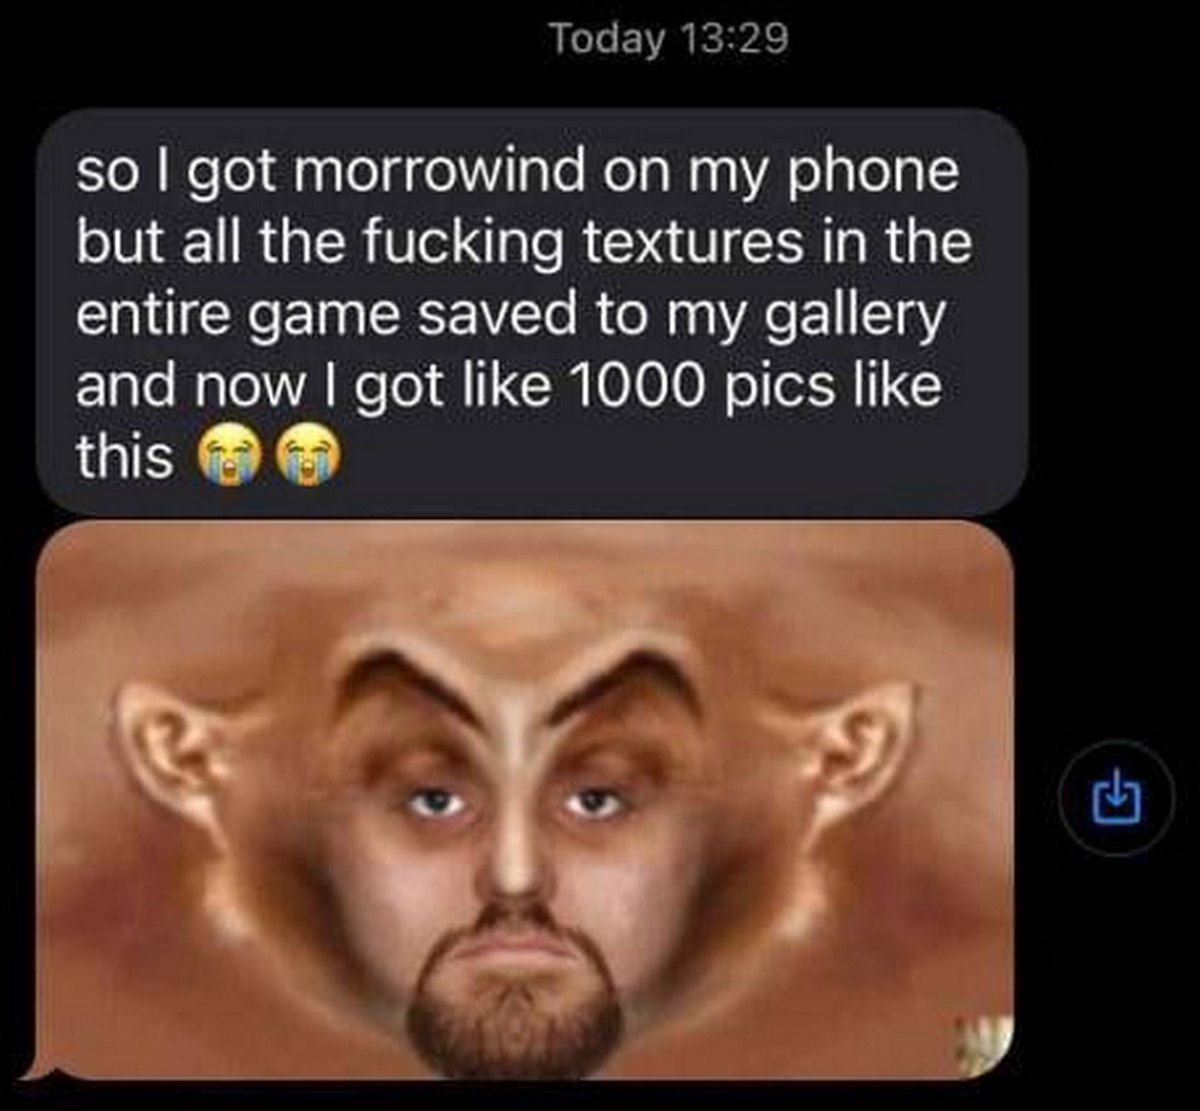 Today 13:29
so I got morrowind on my phone
but all the fucking textures in the
entire game saved to my gallery
and now I got like 1000 pics like
this 😭😭